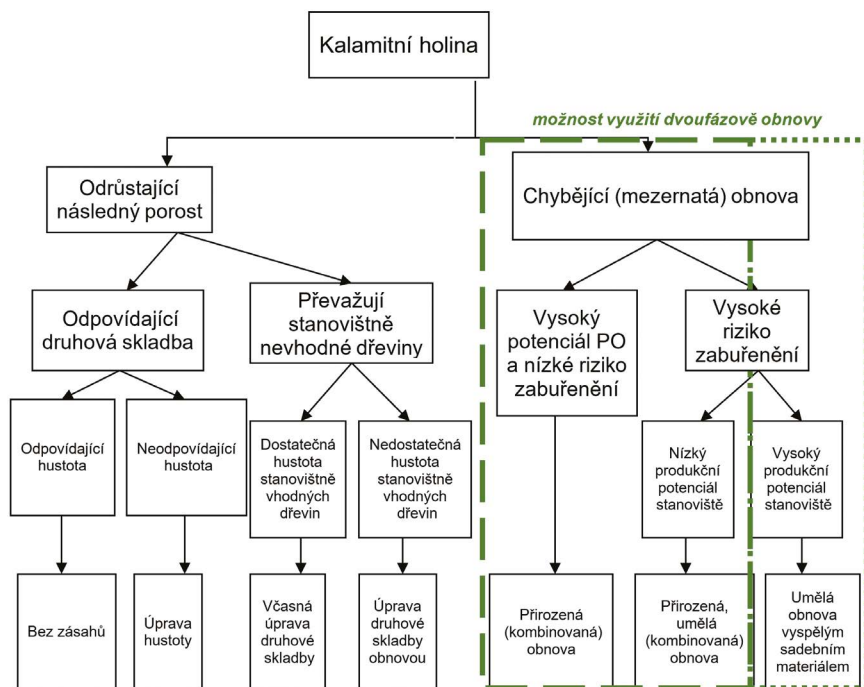 Kalamitní holina
možnost využití dvoufázově obnovy
Odrůstající
následný porost
Chybějící (mezernatá) obnova
Odpovídající
druhová skladba
Převažují
stanovištně
nevhodné dřeviny
Vysoký
potenciál PO
a nízké riziko
zabuřenění
Vysoké
riziko
zabuřenění
Odpovídající
hustota
Neodpovídající
hustota
Dostatečná
hustota
stanovištně
vhodných
dřevin
Nedostatečná
hustota
stanovištně
vhodných
dřevin
Nízký
produkční
potenciál
stanoviště
Vysoký
produkční
potenciál
stanoviště
Bez zásahů
Úprava
hustoty
Včasná
úprava
druhové
skladby
Úprava
druhové
skladby
obnovou
Přirozená
(kombinovaná)
obnova
Přirozená,
umělá
(kombinovaná)
obnova
Umělá
obnova
vyspělým
sadebním
materiálem